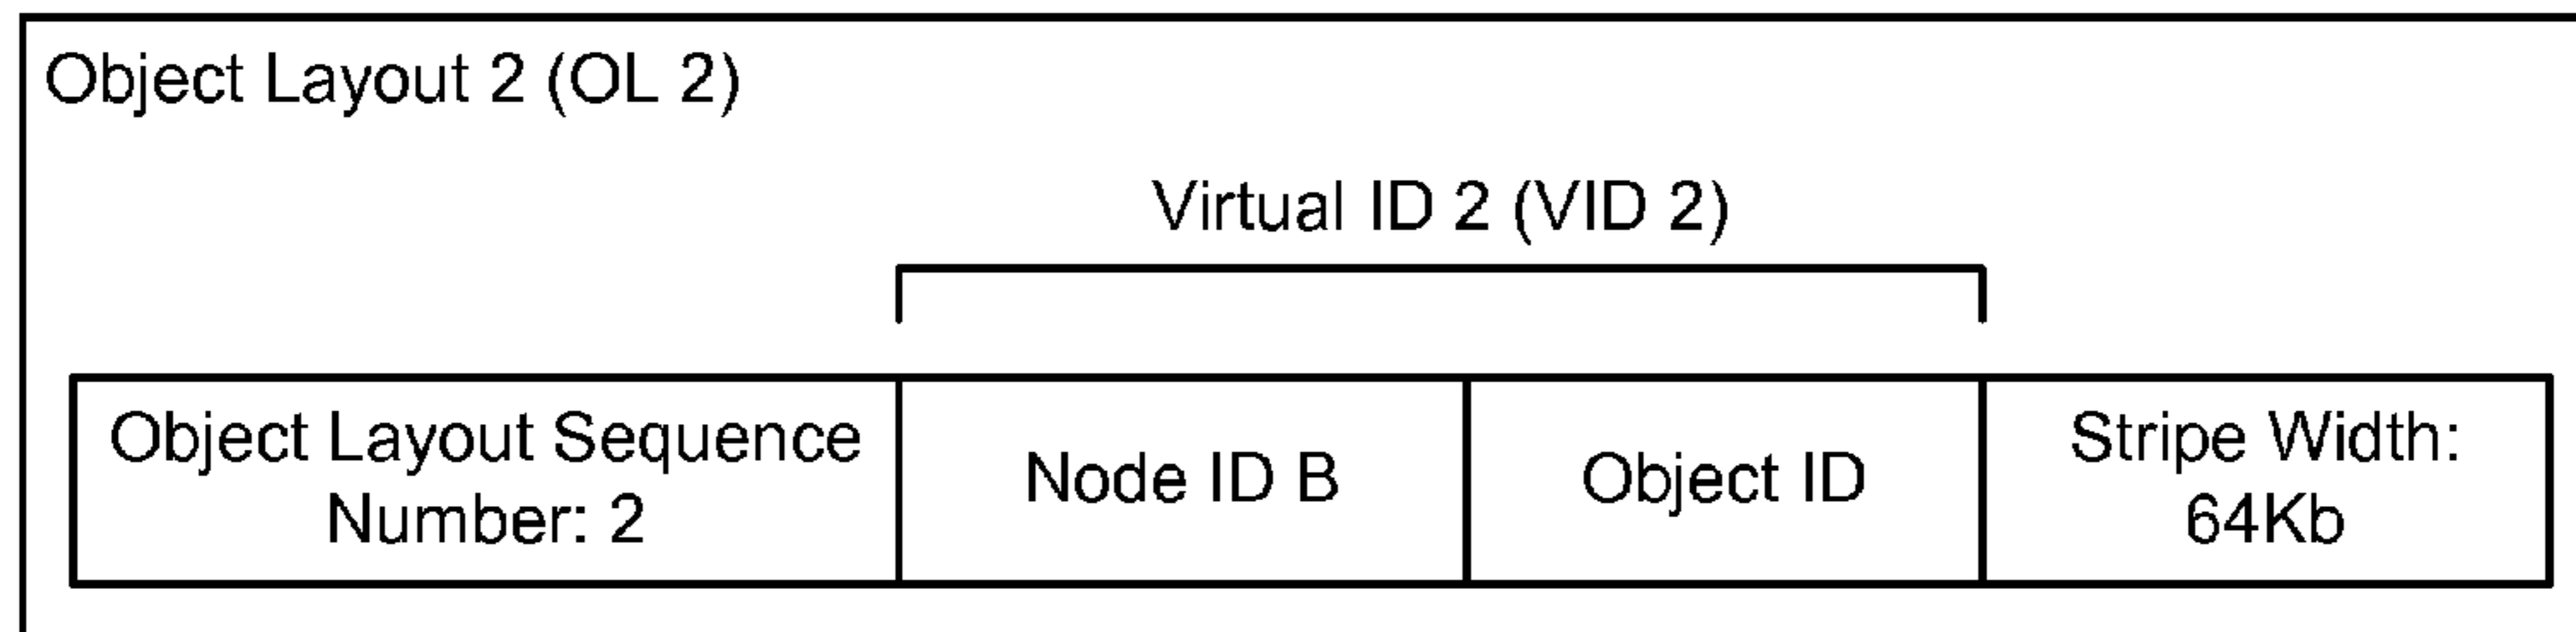 Object Layout 2 (OL 2)
Virtual ID 2 (VID 2)
Object Layout Sequence
Number: 2
Node ID B
Object ID
Stripe Width:
64Kb